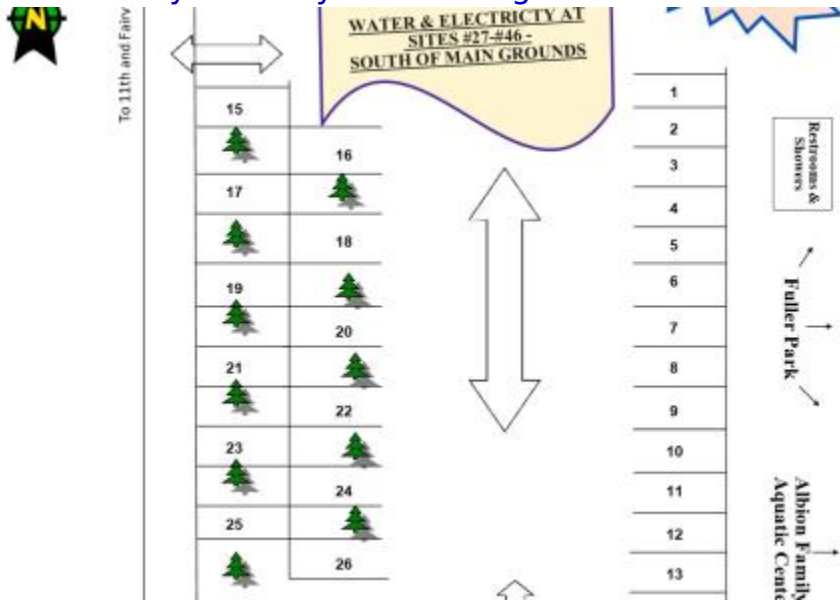 N
To 11th and Fairv
WATER & ELECTRICTY AT
SITES #27-#46 -
SOUTH OF MAIN GROUNDS
15
16
17
18
19
20
21
22
23
24
25
26
1
2
3
4
5
6
7
8
9
10
11
12
13
Restrooms &
Showers
Fuller Park
Albion Family
Aquatic Cente